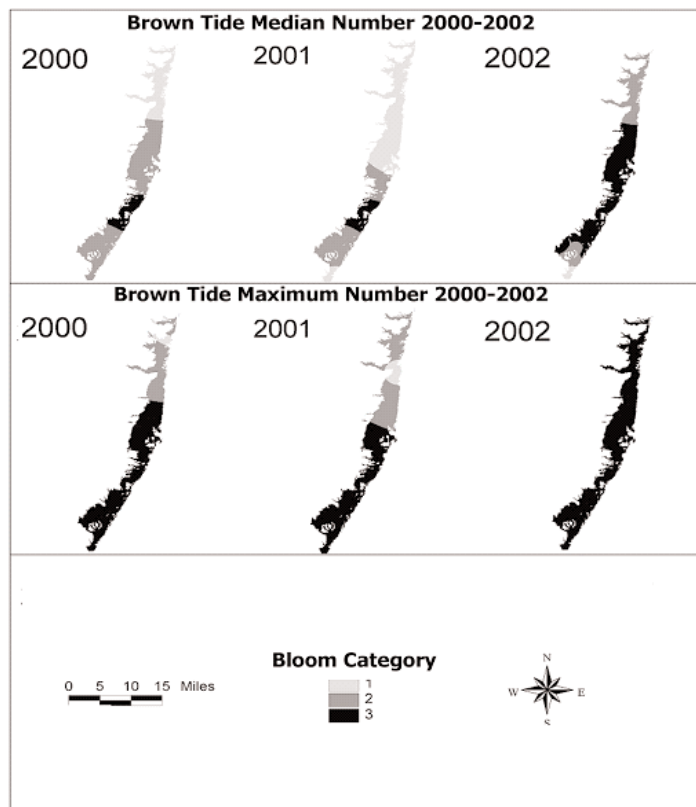 Brown Tide Median Number 2000-2002
2000
2001
2002
Brown Tide Maximum Number 2000-2002
2000
2001
2002
Bloom Category
0 5 10 15 Miles
1
2
3
N
W E
S